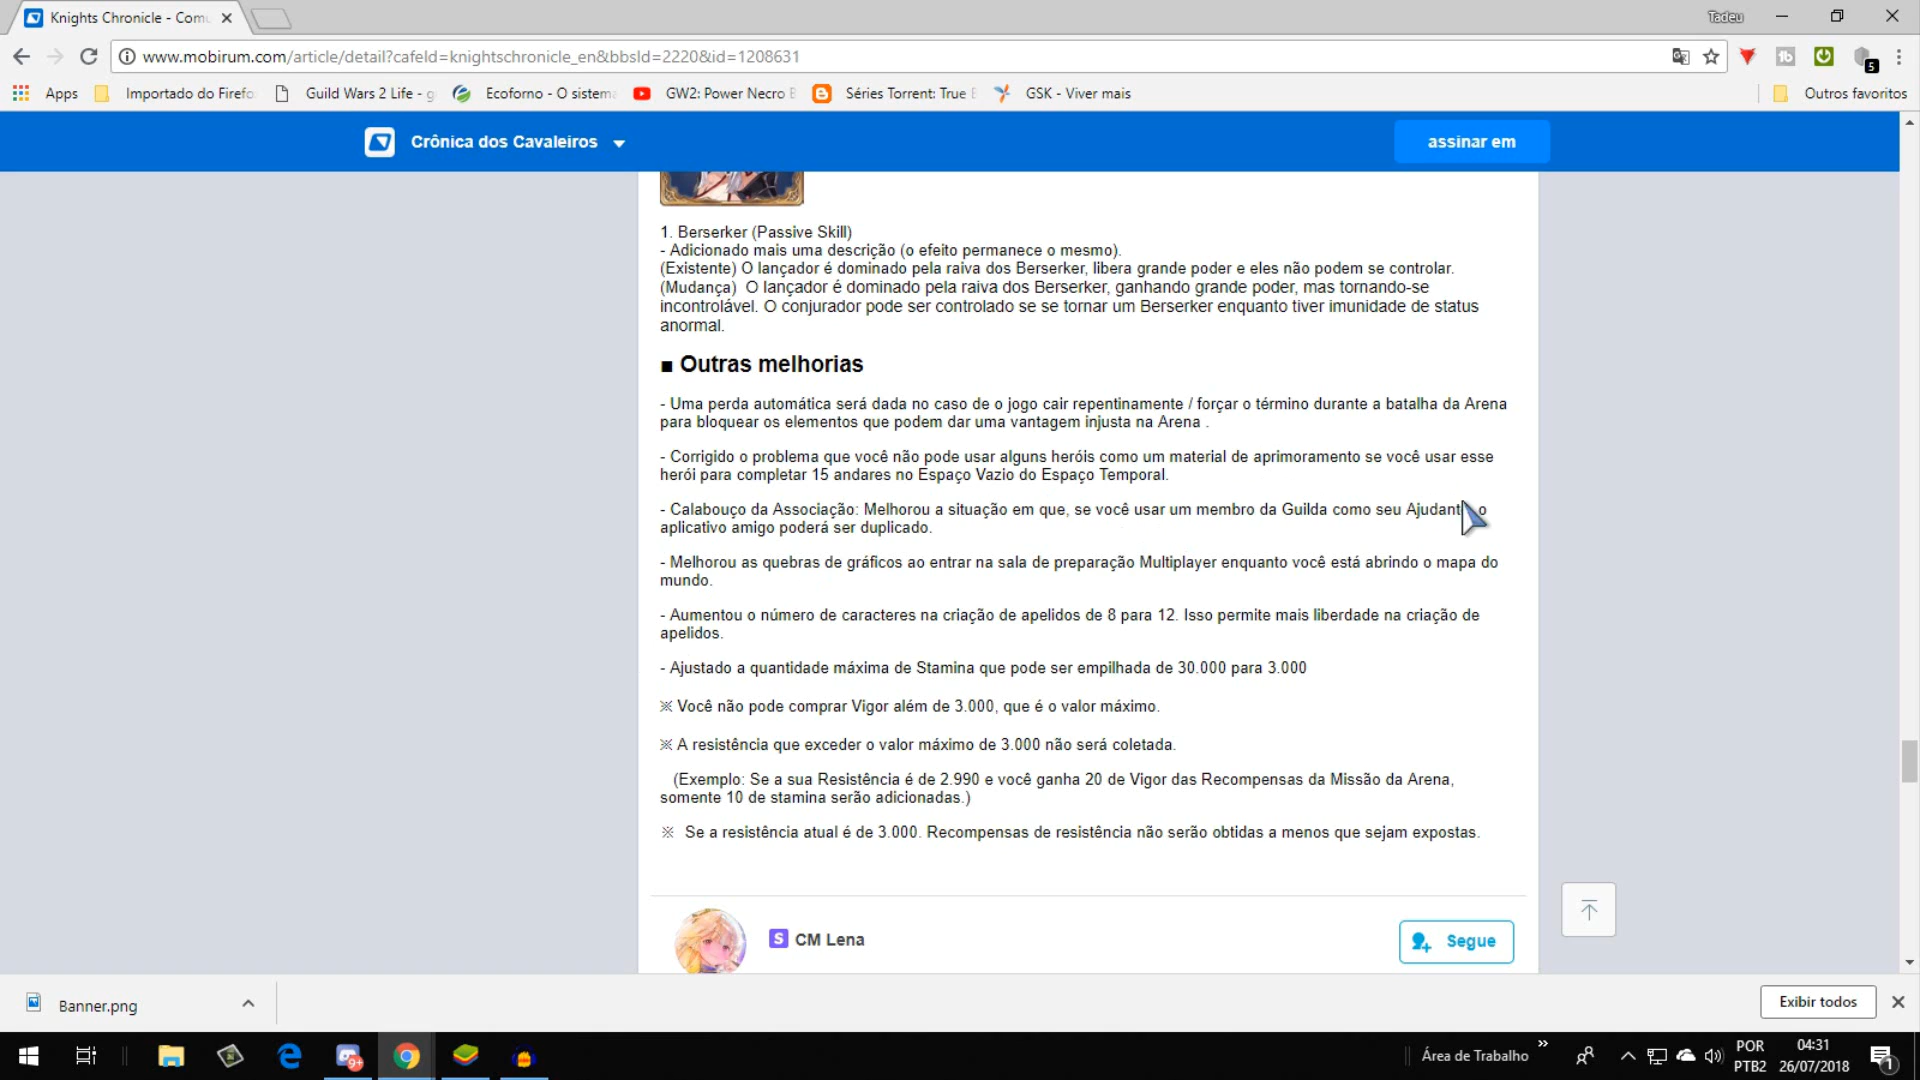 Knights Chronicle - Comu
Tadeu
www.mobirum.com/article/detail?cafeId=knightschronicle_en&bbsId=2220&id=1208631
5
Apps Importado do Firefo Guild Wars 2 Life - g Ecoforno - O sistema GW2: Power Necro B Séries Torrent: True B GSK - Viver mais Outros favoritos
Crônica dos Cavaleiros assinar em
1. Berserker (Passive Skill)
- Adicionado mais uma descrição (o efeito permanece o mesmo).
(Existente) O lançador é dominado pela raiva dos Berserker, libera grande poder e eles não podem se controlar.
(Mudança) O lançador é dominado pela raiva dos Berserker, ganhando grande poder, mas tornando-se
incontrolável. O conjurador pode ser controlado se se tornar um Berserker enquanto tiver imunidade de status
anormal.
■ Outras melhorias
- Uma perda automática será dada no caso de o jogo cair repentinamente / forçar o término durante a batalha da Arena
para bloquear os elementos que podem dar uma vantagem injusta na Arena .
- Corrigido o problema que você não pode usar alguns heróis como um material de aprimoramento se você usar esse
herói para completar 15 andares no Espaço Vazio do Espaço Temporal.
- Calabouço da Associação: Melhorou a situação em que, se você usar um membro da Guilda como seu Ajudante, o
aplicativo amigo poderá ser duplicado.
- Melhorou as quebras de gráficos ao entrar na sala de preparação Multiplayer enquanto você está abrindo o mapa do
mundo.
- Aumentou o número de caracteres na criação de apelidos de 8 para 12. Isso permite mais liberdade na criação de
apelidos.
- Ajustado a quantidade máxima de Stamina que pode ser empilhada de 30.000 para 3.000
※ Você não pode comprar Vigor além de 3.000, que é o valor máximo.
※ A resistência que exceder o valor máximo de 3.000 não será coletada.
(Exemplo: Se a sua Resistência é de 2.990 e você ganha 20 de Vigor das Recompensas da Missão da Arena,
somente 10 de stamina serão adicionadas.)
※ Se a resistência atual é de 3.000. Recompensas de resistência não serão obtidas a menos que sejam expostas.
S CM Lena
Segue
Banner.png
Exibir todos
9+
Área de Trabalho
POR
PTB2
04:31
26/07/2018
1